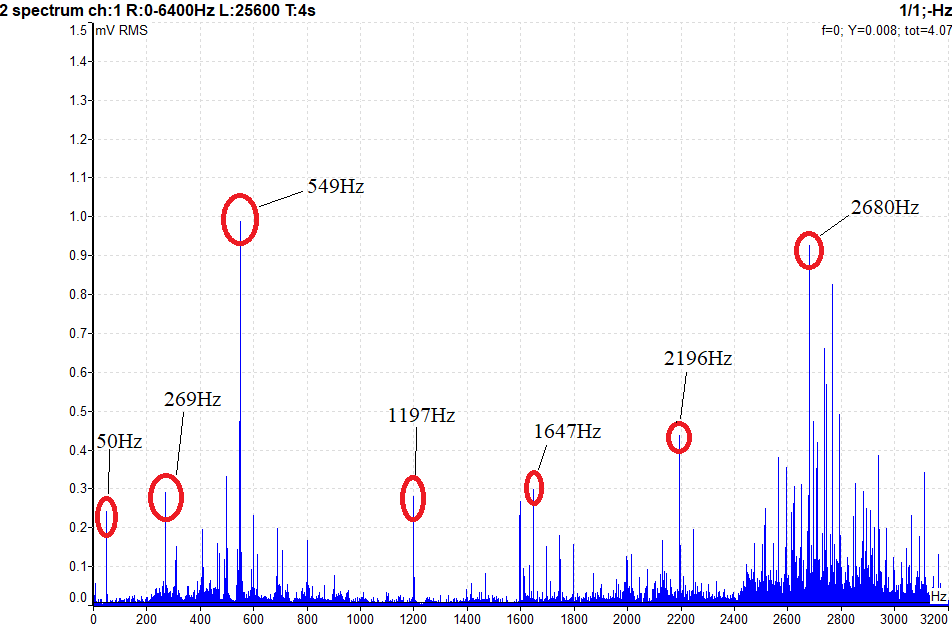 2 spectrum ch:1 R:0-6400Hz L:25600 T:4s
1/1;-Hz
1.5 mV RMS
f=0; Y=0.008; tot=4.07
1.4
1.3
1.2
1.1
549Hz
1.0
2680Hz
0.9
0.8
0.7
2196Hz
0.6
269Hz
0.5
1197Hz
1647Hz
50Hz
0.4
0.3
0.2
0.1
0.0
Hz
0 200 400 600 800 1000 1200 1400 1600 1800 2000 2200 2400 2600 2800 3000 3200